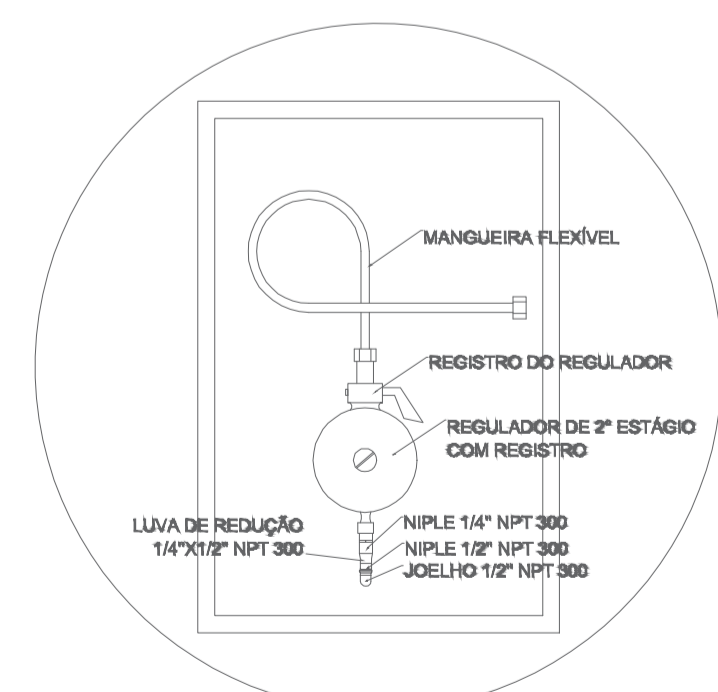 MANGUEIRA FLEXÍVEL
REGISTRO DO REGULADOR
REGULADOR DE 2ª ESTÁGIO
COM REGISTRO
LUVA DE REDUÇÃO
1/4"X1/2" NPT 300
NIPLE 1/4" NPT 300
NIPLE 1/2" NPT 300
JOELHO 1/2" NPT 300